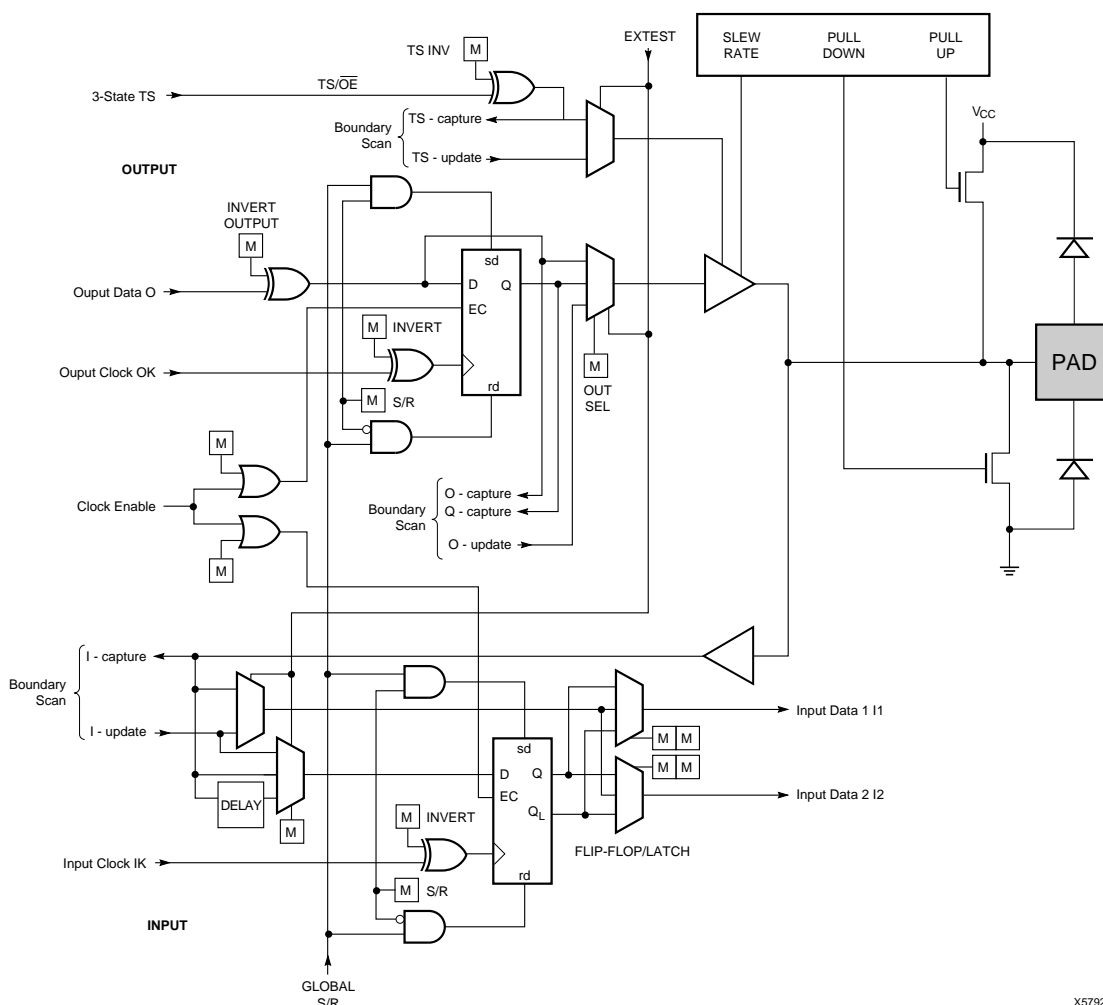 EXTEST
SLEW
RATE
PULL
DOWN
PULL
UP
TS INV
M
TS/OE
3-State TS
TS - capture
Boundary
Scan
TS - update
VCC
OUTPUT
INVERT
OUTPUT
M
sd
D
Q
Ouput Data O
EC
M
INVERT
PAD
Ouput Clock OK
rd
M
OUT
SEL
M
S/R
M
Clock Enable
M
O - capture
Q - capture
Boundary
Scan
O - update
I - capture
Boundary
Scan
I - update
Input Data 1 I1
M M
sd
M M
D
Q
Input Data 2 I2
DELAY
EC
M
M
INVERT
QL
FLIP-FLOP/LATCH
Input Clock IK
rd
M
S/R
INPUT
GLOBAL
S/R
X5792